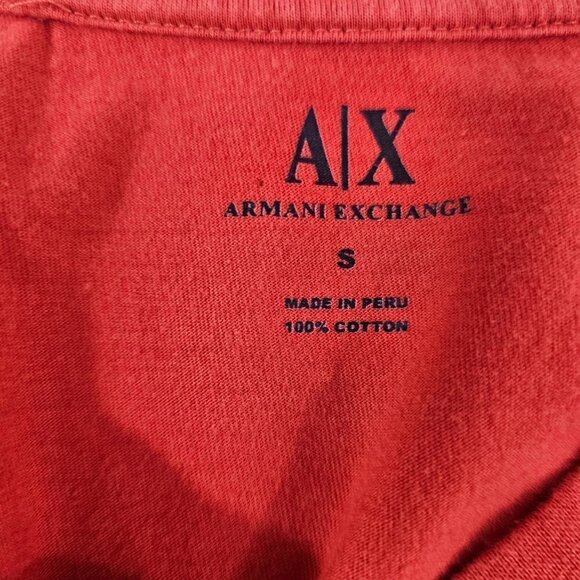 A|X
ARMANI EXCHANGE
S
MADE IN PERU
100% COTTON